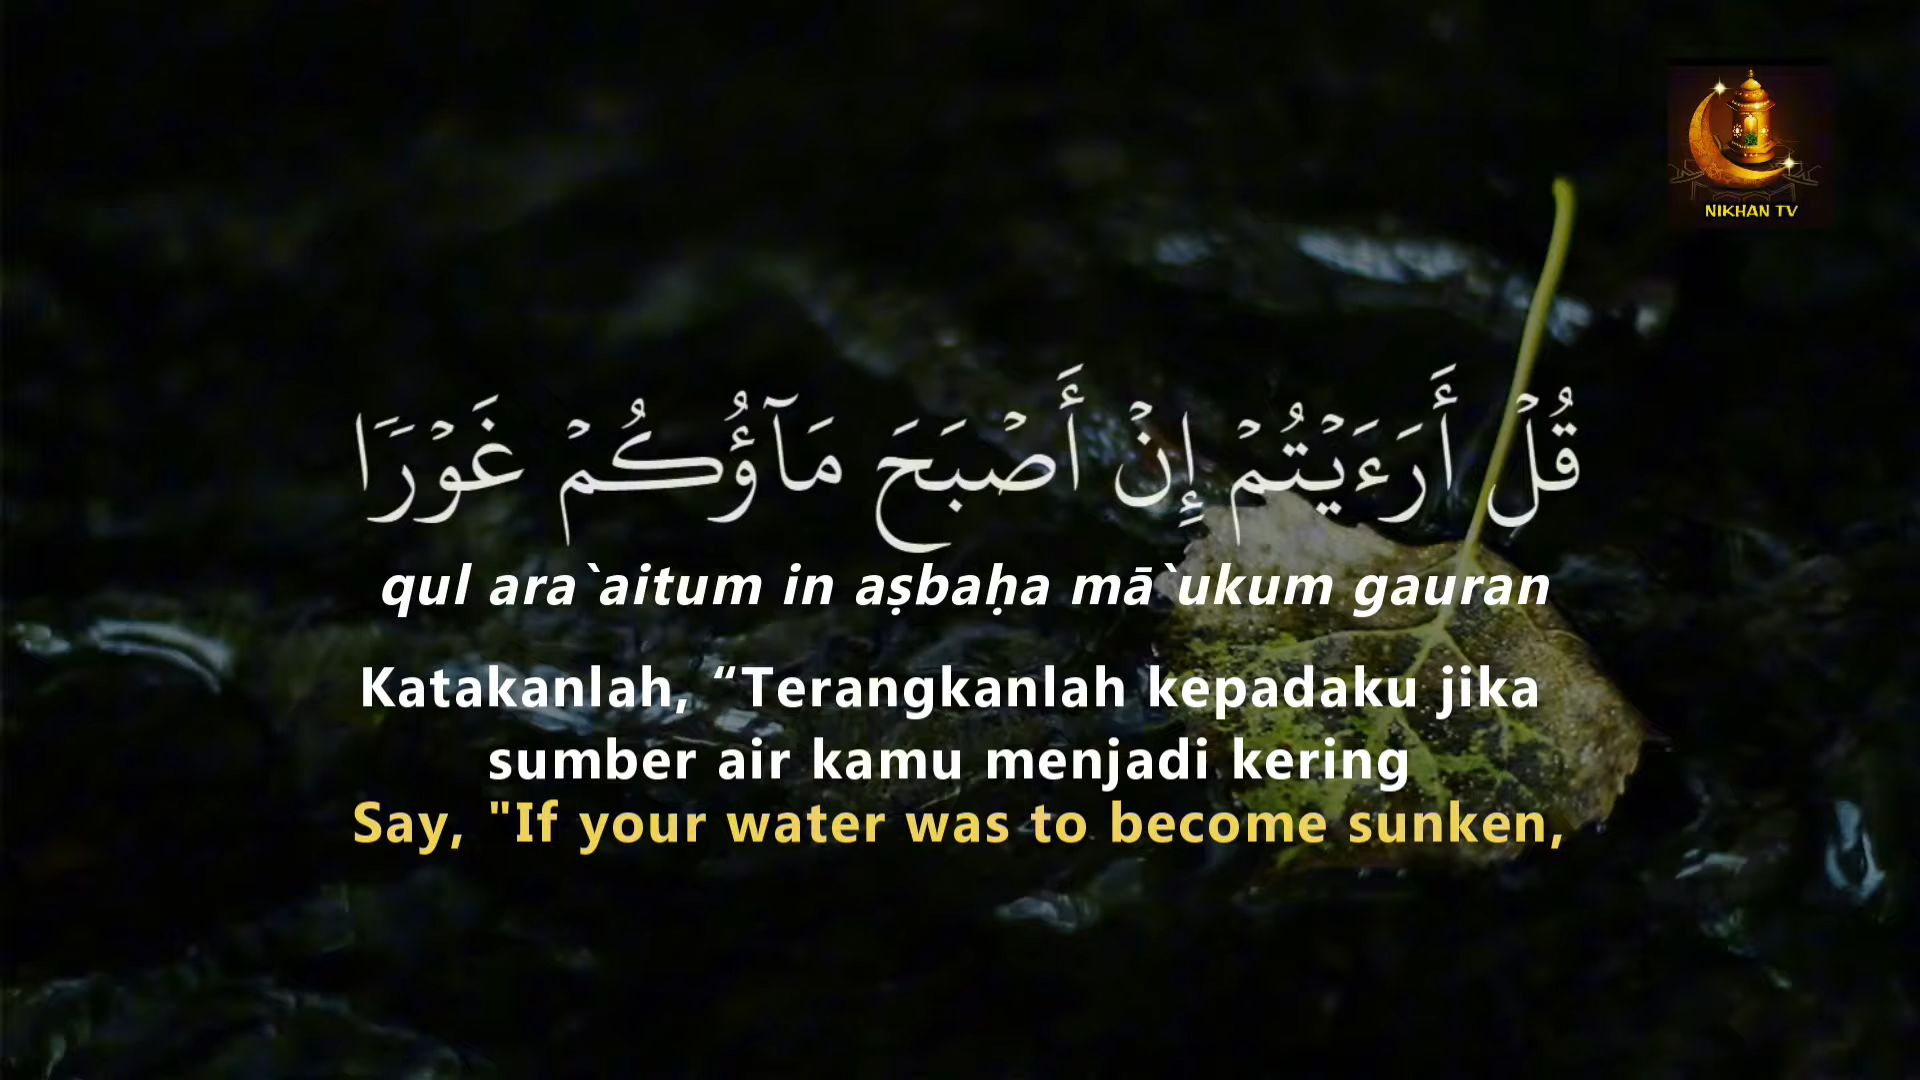 NIKHAN TV
قُلْ أَرَءَيْتُمْ إِنْ أَصْبَحَ مَآؤُكُمْ غَوْرًا
qul ara`aitum in aṣbaḥa mā`ukum gauran
Katakanlah, “Terangkanlah kepadaku jika
sumber air kamu menjadi kering
Say, "If your water was to become sunken,